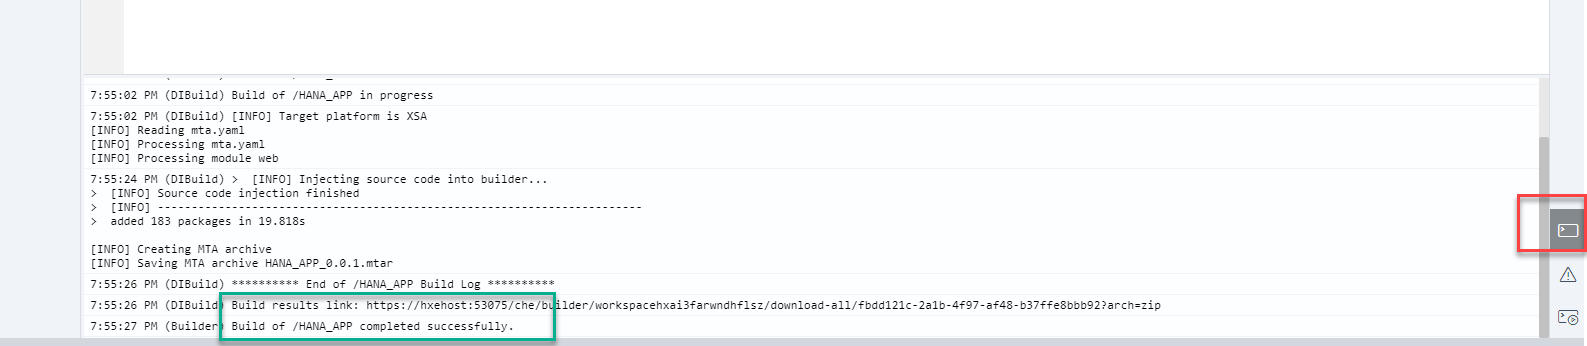 7:55:02 PM (DIBuild) Build of /HANA_APP in progress
7:55:02 PM (DIBuild) [INFO] Target platform is XSA
[INFO] Reading mta.yaml
[INFO] Processing mta.yaml
[INFO] Processing module web
7:55:24 PM (DIBuild) >  [INFO] Injecting source code into builder...
>  [INFO] Source code injection finished
>  [INFO] ------------------------------------------------------------------------
>  added 183 packages in 19.818s
[INFO] Creating MTA archive
[INFO] Saving MTA archive HANA_APP_0.0.1.mtar
7:55:26 PM (DIBuild) ********** End of /HANA_APP Build Log **********
7:55:26 PM (DIBuild) Build results link: https://hxehost:53075/che/builder/workspacehxai3farwndhflsz/download-all/fbdd121c-2a1b-4f97-af48-b37ffe8bbb92?arch=zip
7:55:27 PM (Builder) Build of /HANA_APP completed successfully.